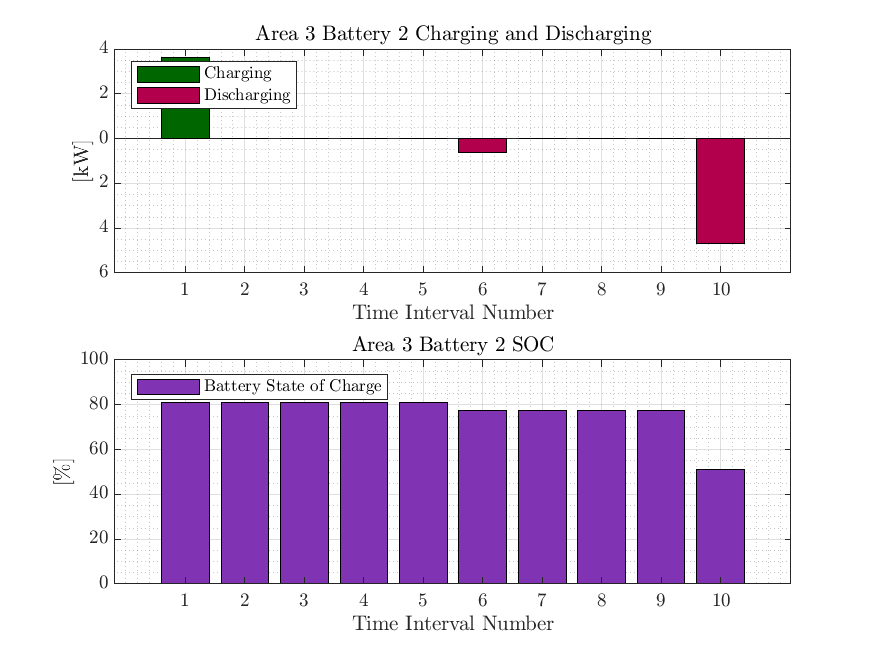 Area 3 Battery 2 Charging and Discharging
4
2
0
2
4
6
[kW]
Charging
Discharging
1 2 3 4 5 6 7 8 9 10
Time Interval Number
Area 3 Battery 2 SOC
100
80
60
40
20
0
[%]
Battery State of Charge
1 2 3 4 5 6 7 8 9 10
Time Interval Number